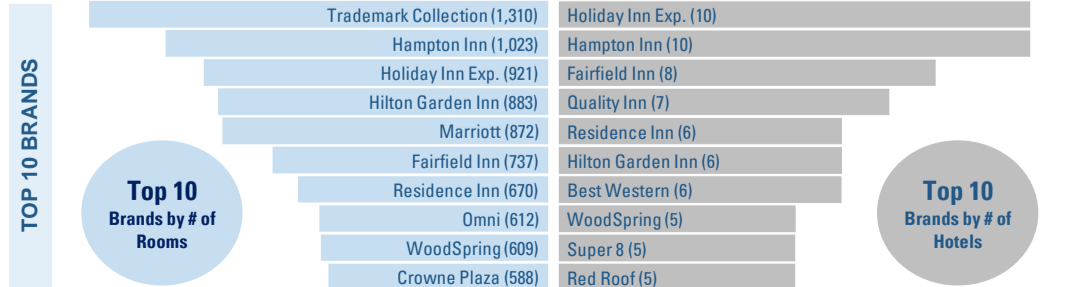 TOP 10 BRANDS
Trademark Collection (1,310)
Hampton Inn (1,023)
Holiday Inn Exp. (921)
Hilton Garden Inn (883)
Marriott (872)
Fairfield Inn (737)
Residence Inn (670)
Omni (612)
WoodSpring (609)
Crowne Plaza (588)
Top 10
Brands by # of
Rooms
Holiday Inn Exp. (10)
Hampton Inn (10)
Fairfield Inn (8)
Quality Inn (7)
Residence Inn (6)
Hilton Garden Inn (6)
Best Western (6)
WoodSpring (5)
Super 8 (5)
Red Roof (5)
Top 10
Brands by # of
Hotels